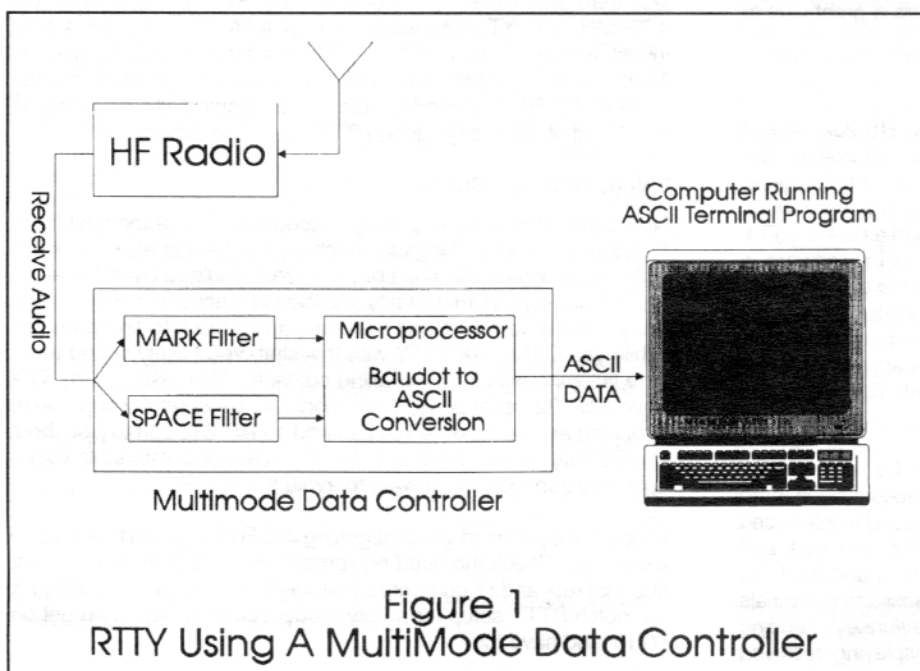 HF Radio
Receive Audio
Computer Running
ASCII Terminal Program
MARK Filter
SPACE Filter
Microprocessor
Baudot to
ASCII
Conversion
ASCII
DATA
Multimode Data Controller
Figure 1
RTTY Using A MultiMode Data Controller